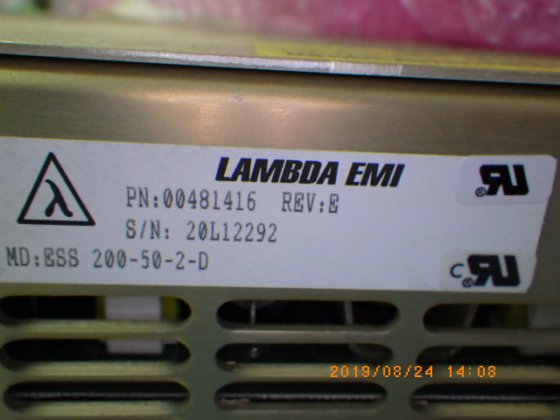 LAMBDA EMI
PN:00481416 REV:E
S/N: 20L12292
MD:ESS 200-50-2-D
2019/08/24 14:08